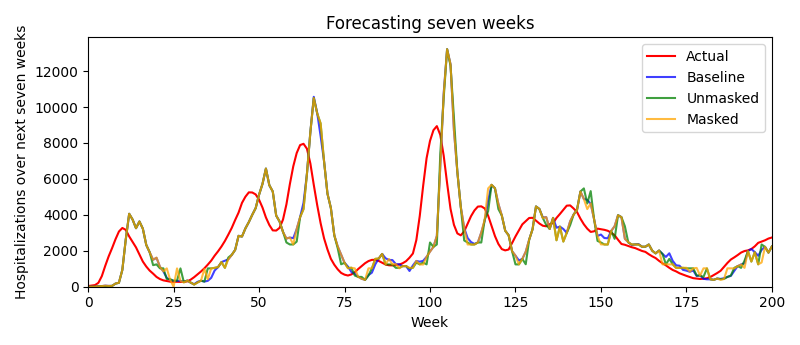 Forecasting seven weeks
Hospitalizations over next seven weeks
12000
10000
8000
6000
4000
2000
0
0 25 50 75 100 125 150 175 200
Week
Actual
Baseline
Unmasked
Masked